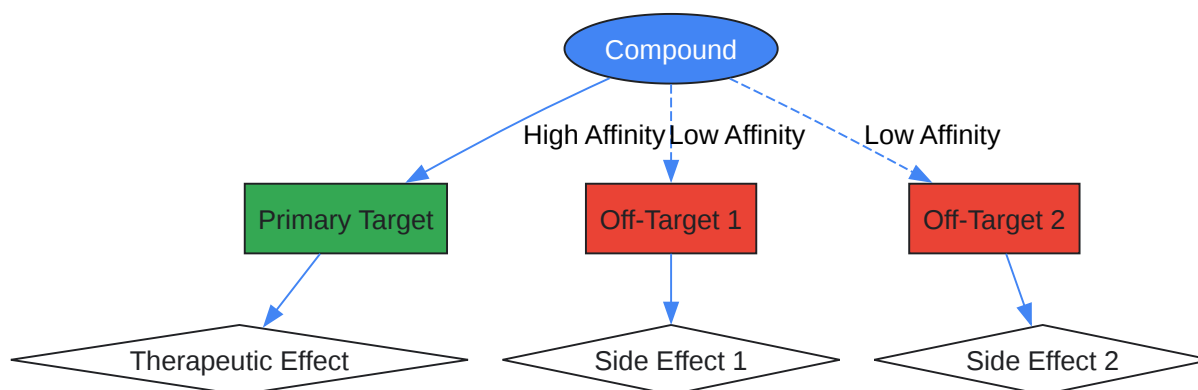 Compound
High Affinity
Low Affinity
Low Affinity
Primary Target
Off-Target 1
Off-Target 2
Therapeutic Effect
Side Effect 1
Side Effect 2